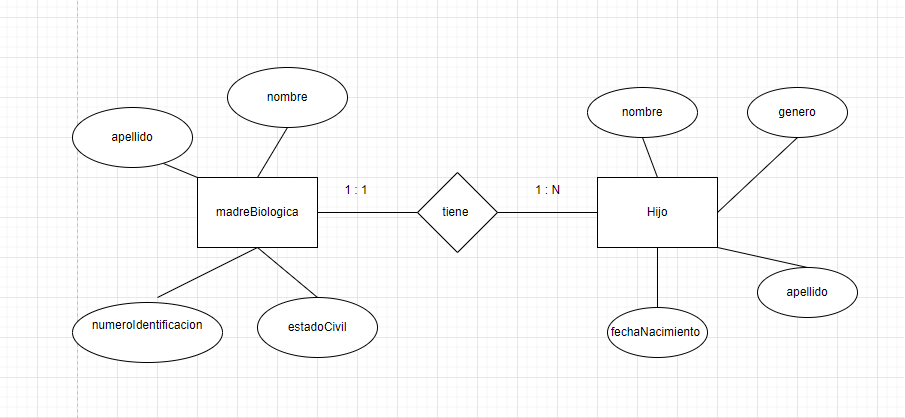 nombre
apellido
nombre
genero
1 : 1
1 : N
madreBiologica
tiene
Hijo
numeroIdentificacion
estadoCivil
apellido
fechaNacimiento